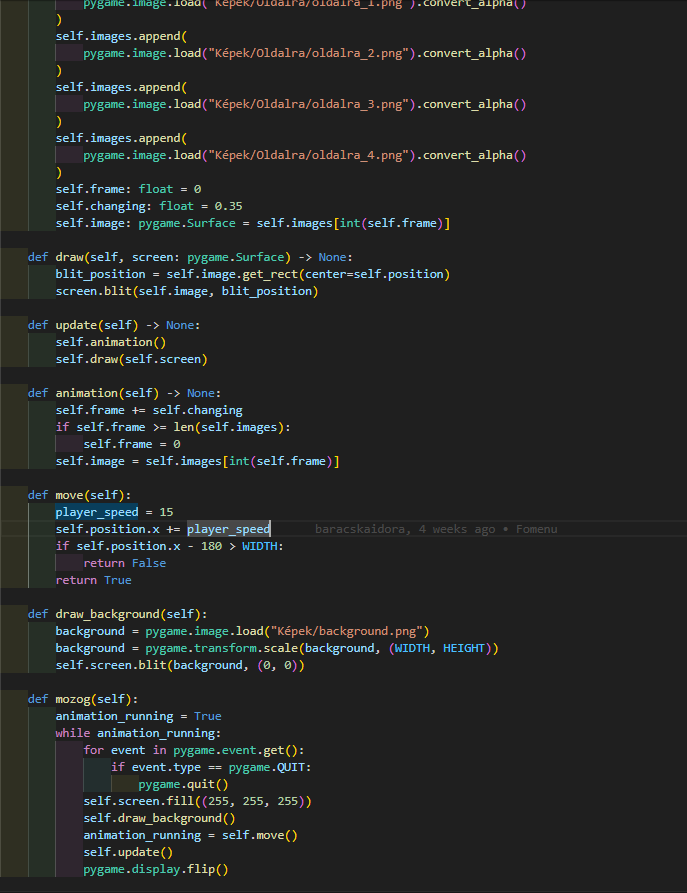 pygame.image.load("Képek/Oldalra/oldalra_1.png").convert_alpha()
)
self.images.append(
pygame.image.load("Képek/Oldalra/oldalra_2.png").convert_alpha()
)
self.images.append(
pygame.image.load("Képek/Oldalra/oldalra_3.png").convert_alpha()
)
self.images.append(
pygame.image.load("Képek/Oldalra/oldalra_4.png").convert_alpha()
)
self.frame: float = 0
self.changing: float = 0.35
self.image: pygame.Surface = self.images[int(self.frame)]
def draw(self, screen: pygame.Surface) -> None:
blit_position = self.image.get_rect(center=self.position)
screen.blit(self.image, blit_position)
def update(self) -> None:
self.animation()
self.draw(self.screen)
def animation(self) -> None:
self.frame += self.changing
if self.frame >= len(self.images):
self.frame = 0
self.image = self.images[int(self.frame)]
def move(self):
player_speed = 15
self.position.x += player_speed baracskaidora, 4 weeks ago • Fomenu
if self.position.x - 180 > WIDTH:
return False
return True
def draw_background(self):
background = pygame.image.load("Képek/background.png")
background = pygame.transform.scale(background, (WIDTH, HEIGHT))
self.screen.blit(background, (0, 0))
def mozog(self):
animation_running = True
while animation_running:
for event in pygame.event.get():
if event.type == pygame.QUIT:
pygame.quit()
self.screen.fill((255, 255, 255))
self.draw_background()
animation_running = self.move()
self.update()
pygame.display.flip()